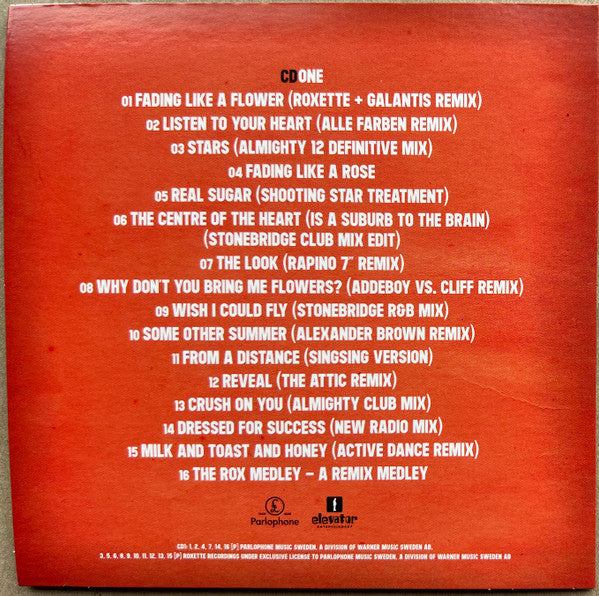 CD ONE
01 FADING LIKE A FLOWER (ROXETTE + GALANTIS REMIX)
02 LISTEN TO YOUR HEART (ALLE FARBEN REMIX)
03 STARS (ALMIGHTY 12 DEFINITIVE MIX)
04 FADING LIKE A ROSE
05 REAL SUGAR (SHOOTING STAR TREATMENT)
06 THE CENTRE OF THE HEART (IS A SUBURB TO THE BRAIN)
(STONEBRIDGE CLUB MIX EDIT)
07 THE LOOK (RAPINO 7" REMIX)
08 WHY DON'T YOU BRING ME FLOWERS? (ADDEBOY VS. CLIFF REMIX)
09 WISH I COULD FLY (STONEBRIDGE R&B MIX)
10 SOME OTHER SUMMER (ALEXANDER BROWN REMIX)
11 FROM A DISTANCE (SINGSING VERSION)
12 REVEAL (THE ATTIC REMIX)
13 CRUSH ON YOU (ALMIGHTY CLUB MIX)
14 DRESSED FOR SUCCESS (NEW RADIO MIX)
15 MILK AND TOAST AND HONEY (ACTIVE DANCE REMIX)
16 THE ROX MEDLEY – A REMIX MEDLEY
Parlophone
elevator
ENTERTAINMENT
CD1: 1, 2, 4, 7, 14, 16 [P] PARLOPHONE MUSIC SWEDEN, A DIVISION OF WARNER MUSIC SWEDEN AB.
3, 5, 6, 8, 9, 10, 11, 12, 13, 15 [P] ROXETTE RECORDINGS UNDER EXCLUSIVE LICENSE TO PARLOPHONE MUSIC SWEDEN, A DIVISION OF WARNER MUSIC SWEDEN AB